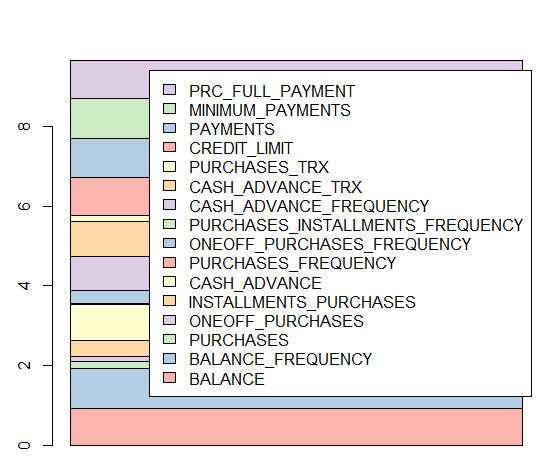 PRC_FULL_PAYMENT
MINIMUM_PAYMENTS
PAYMENTS
CREDIT_LIMIT
PURCHASES_TRX
CASH_ADVANCE_TRX
CASH_ADVANCE_FREQUENCY
PURCHASES_INSTALLMENTS_FREQUENCY
ONEOFF_PURCHASES_FREQUENCY
PURCHASES_FREQUENCY
CASH_ADVANCE
INSTALLMENTS_PURCHASES
ONEOFF_PURCHASES
PURCHASES
BALANCE_FREQUENCY
BALANCE
8
6
4
2
0